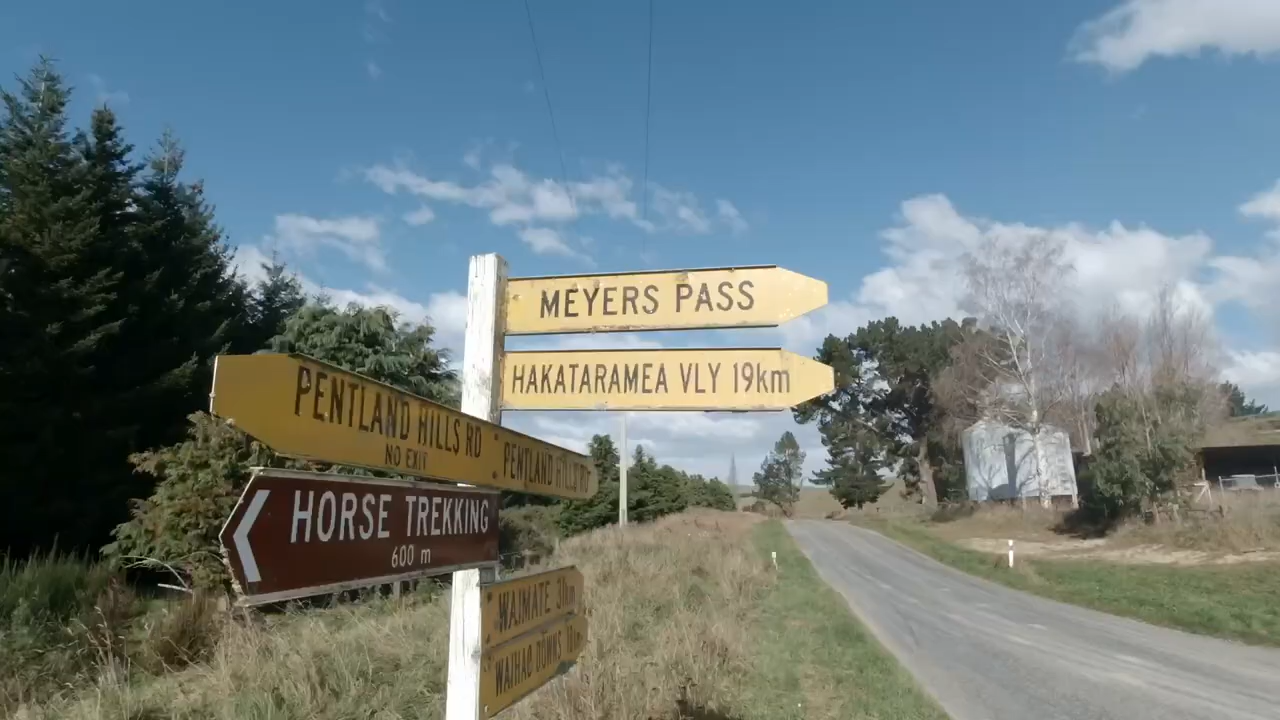 MEYERS PASS
HAKATARAMEA VLY 19km
PENTLAND HILLS RD
NO EXIT
PENTLAND HILLS RD
HORSE TREKKING
600 m
WAIMATE
WAIHAO DOWNS